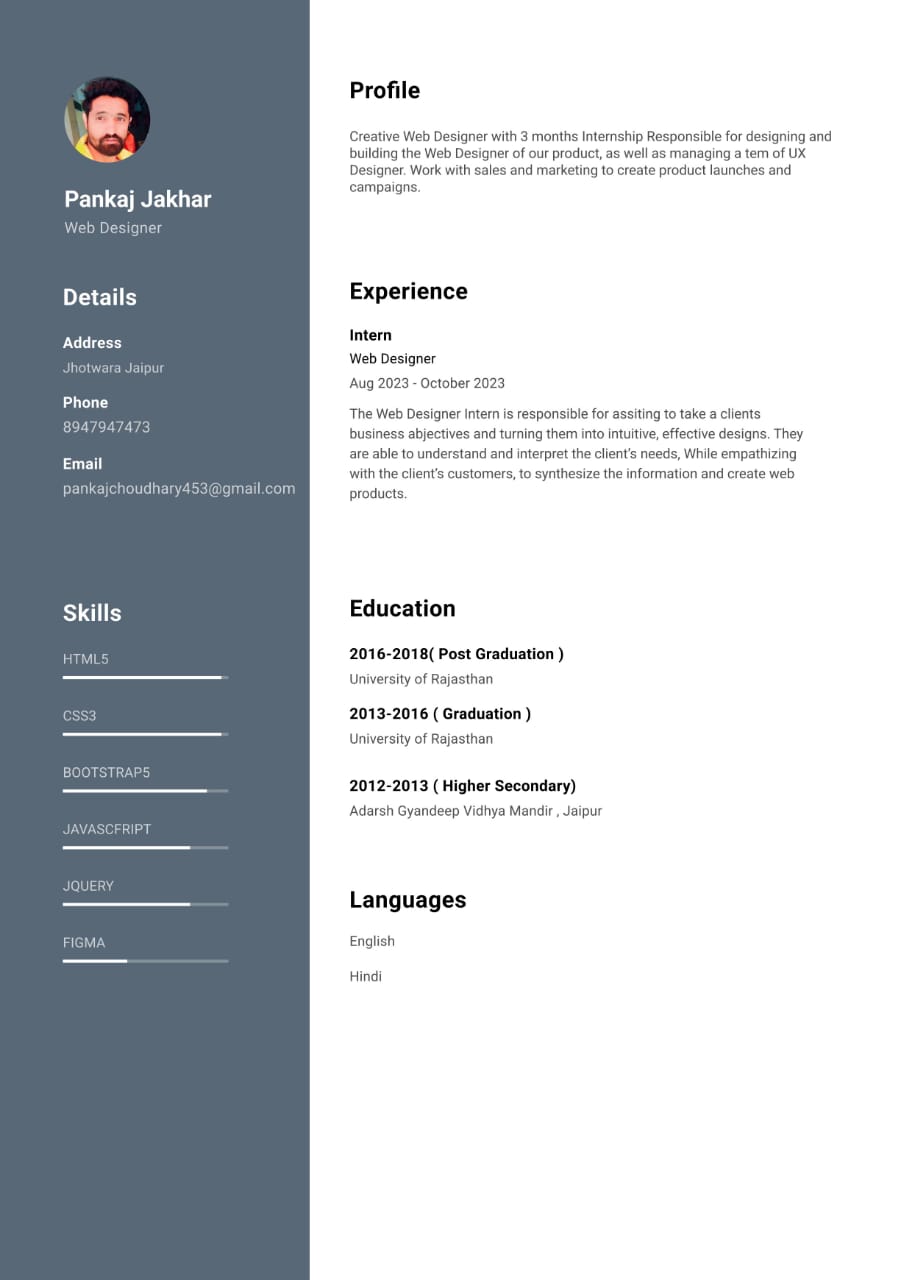 Pankaj Jakhar
Web Designer
Details
Address
Jhotwara Jaipur
Phone
8947947473
Email
pankajchoudhary453@gmail.com
Skills
HTML5
CSS3
BOOTSTRAP5
JAVASCFRIPT
JQUERY
FIGMA
Profile
Creative Web Designer with 3 months Internship Responsible for designing and
building the Web Designer of our product, as well as managing a tem of UX
Designer. Work with sales and marketing to create product launches and
campaigns.
Experience
Intern
Web Designer
Aug 2023 - October 2023
The Web Designer Intern is responsible for assiting to take a clients
business abjectives and turning them into intuitive, effective designs. They
are able to understand and interpret the client’s needs, While empathizing
with the client’s customers, to synthesize the information and create web
products.
Education
2016-2018( Post Graduation )
University of Rajasthan
2013-2016 ( Graduation )
University of Rajasthan
2012-2013 ( Higher Secondary)
Adarsh Gyandeep Vidhya Mandir , Jaipur
Languages
English
Hindi